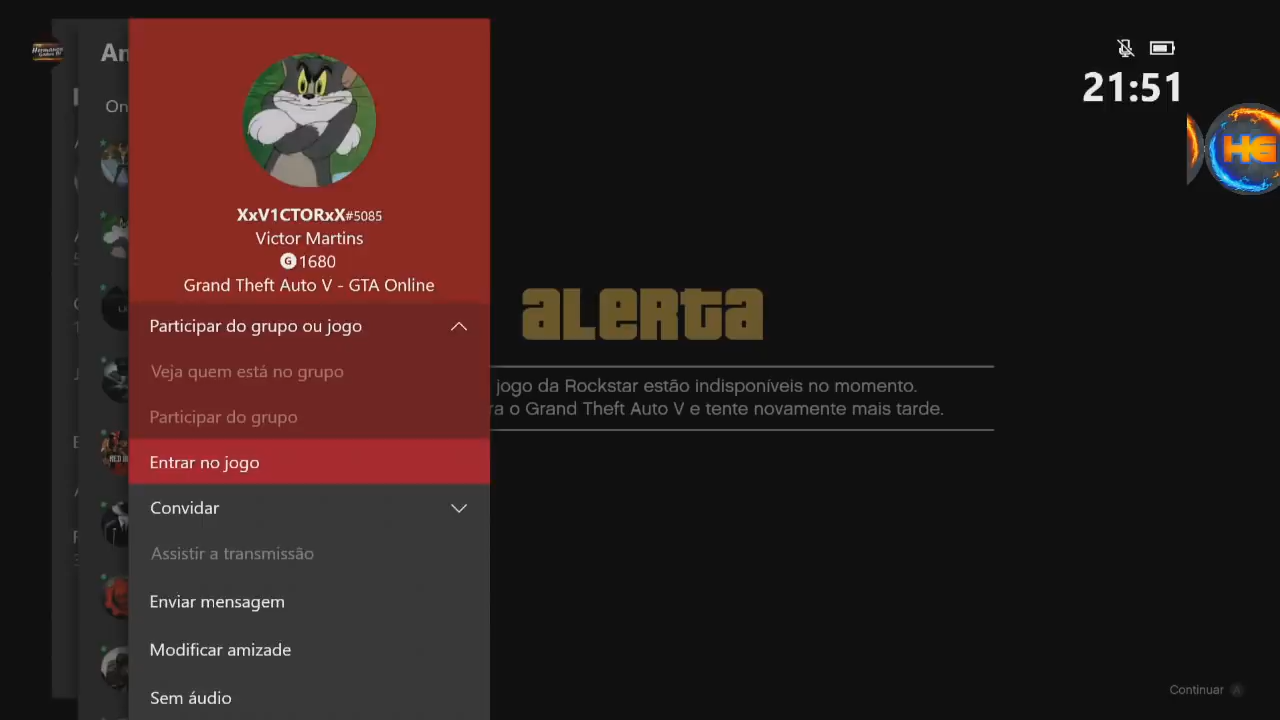 21:51
HG
XxV1CTORxX#5085
Victor Martins
G 1680
Grand Theft Auto V - GTA Online
Participar do grupo ou jogo
Veja quem está no grupo
Participar do grupo
Entrar no jogo
Convidar
Assistir a transmissão
Enviar mensagem
Modificar amizade
Sem áudio
alerta
jogo da Rockstar estão indisponíveis no momento.
o Grand Theft Auto V e tente novamente mais tarde.
Continuar A